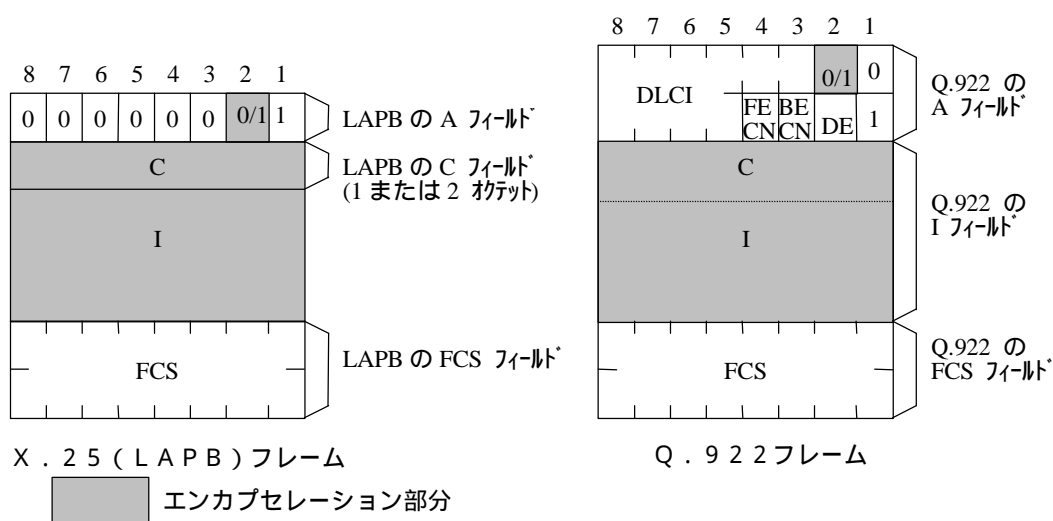 8 7 6 5 4 3 2 1
0 0 0 0 0 0 0/1 1
LAPB の A フィールド
C
LAPB の C フィールド
(1 または 2 オクテット)
I
FCS
LAPB の FCS フィールド
X.25(LAPB)フレーム
8 7 6 5 4 3 2 1
DLCI
0/1 0
FE BE
CN CN DE 1
Q.922 の
A フィールド
C
I
Q.922 の
I フィールド
FCS
Q.922 の
FCS フィールド
Q.922フレーム
エンカプセレーション部分